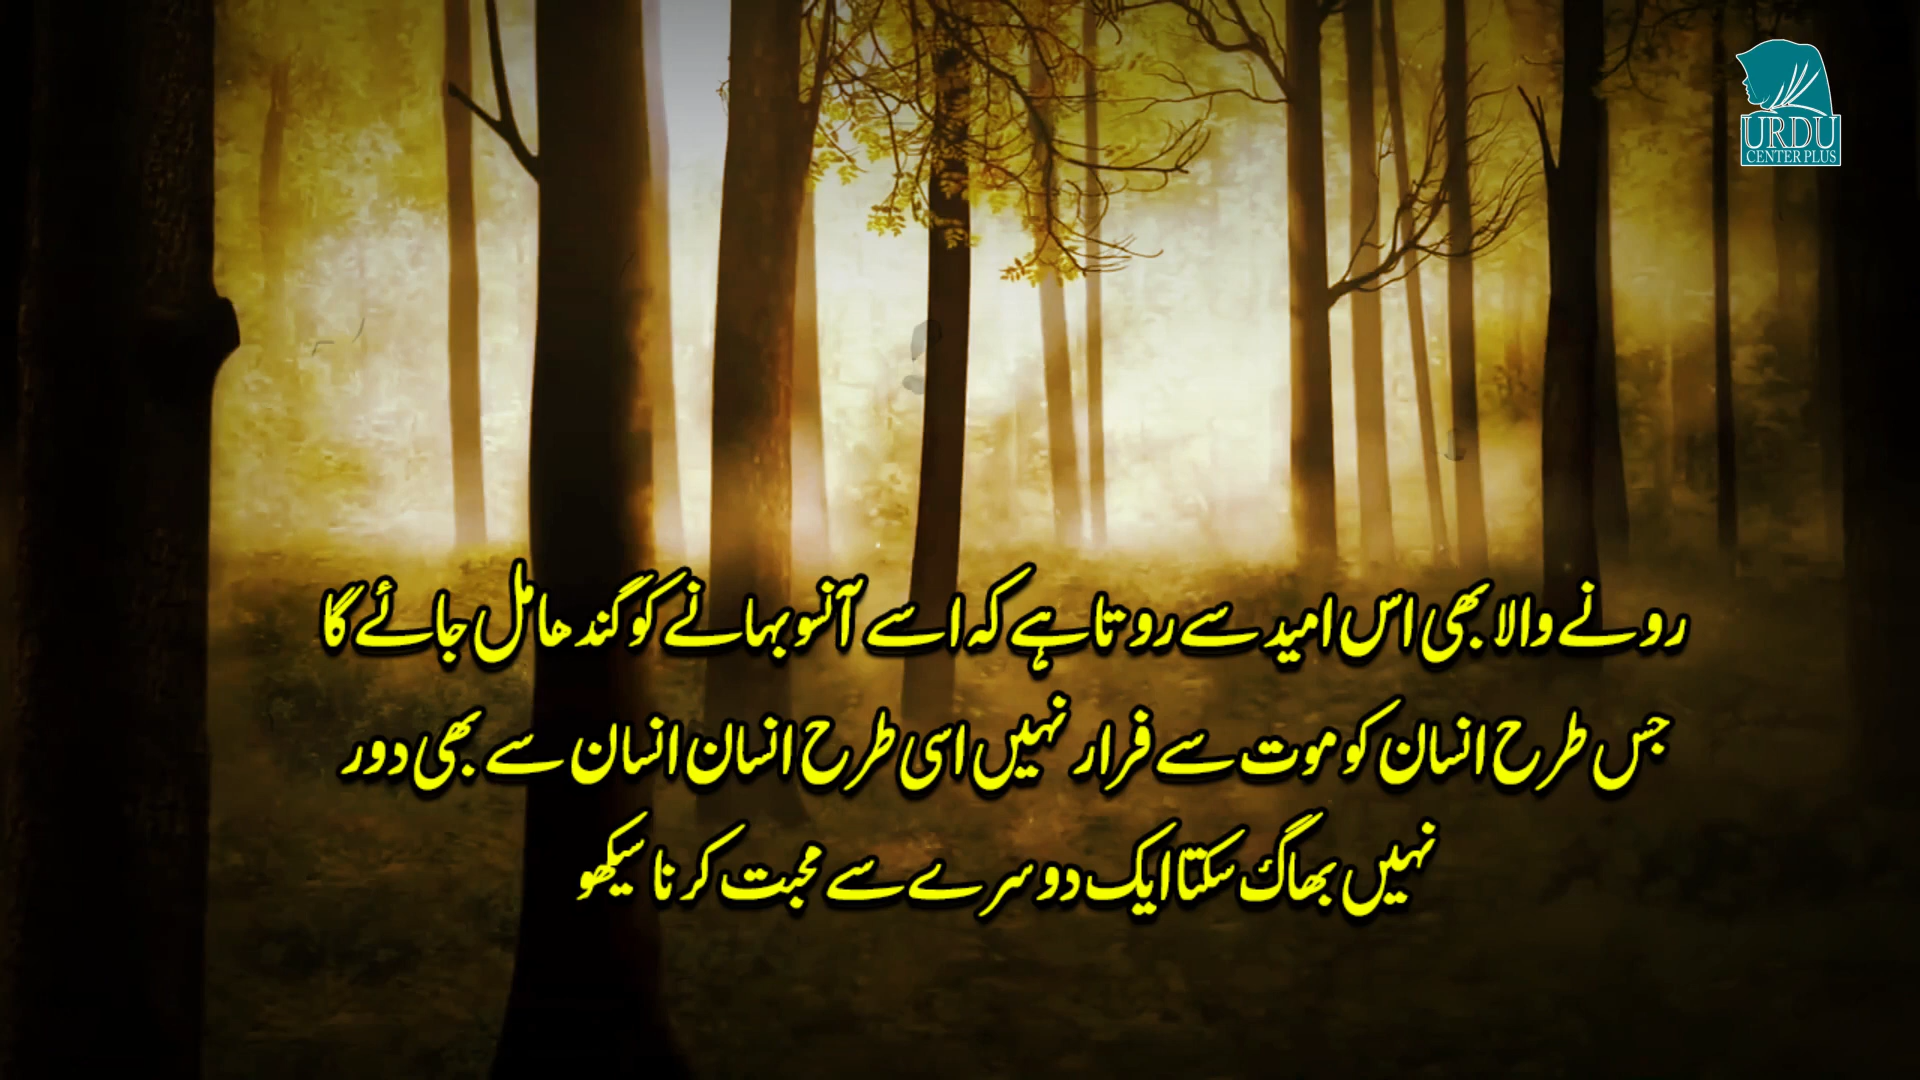 URDU
CENTER PLUS
رونے والا بھی اس امید سے روتا ہے کہ اسے آنسو بہانے کو گندھا مل جائے گا
جس طرح انسان کو موت سے فرار نہیں اسی طرح انسان انسان سے بھی دور
نہیں بھاگ سکتا ایک دوسرے سے محبت کرنا سیکھو